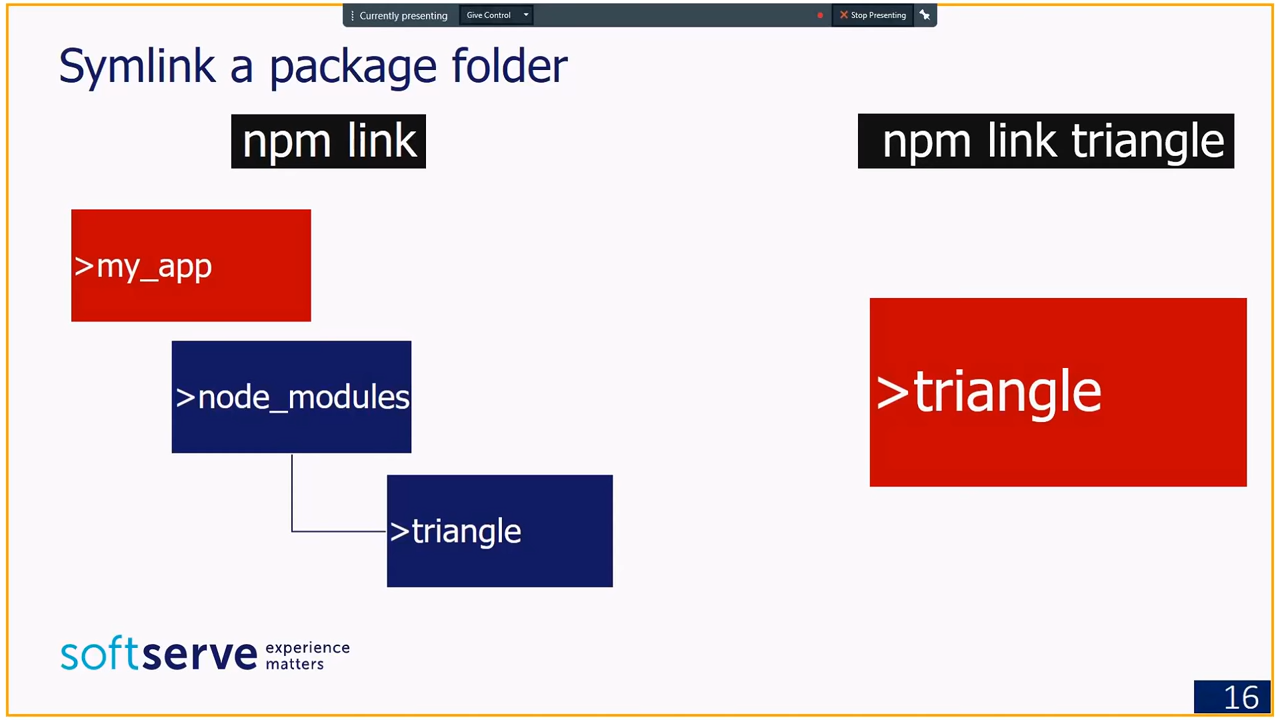 Currently presenting
Give Control
Stop Presenting
Symlink a package folder
npm link
npm link triangle
>my_app
>node_modules
>triangle
>triangle
softserve experience matters
16